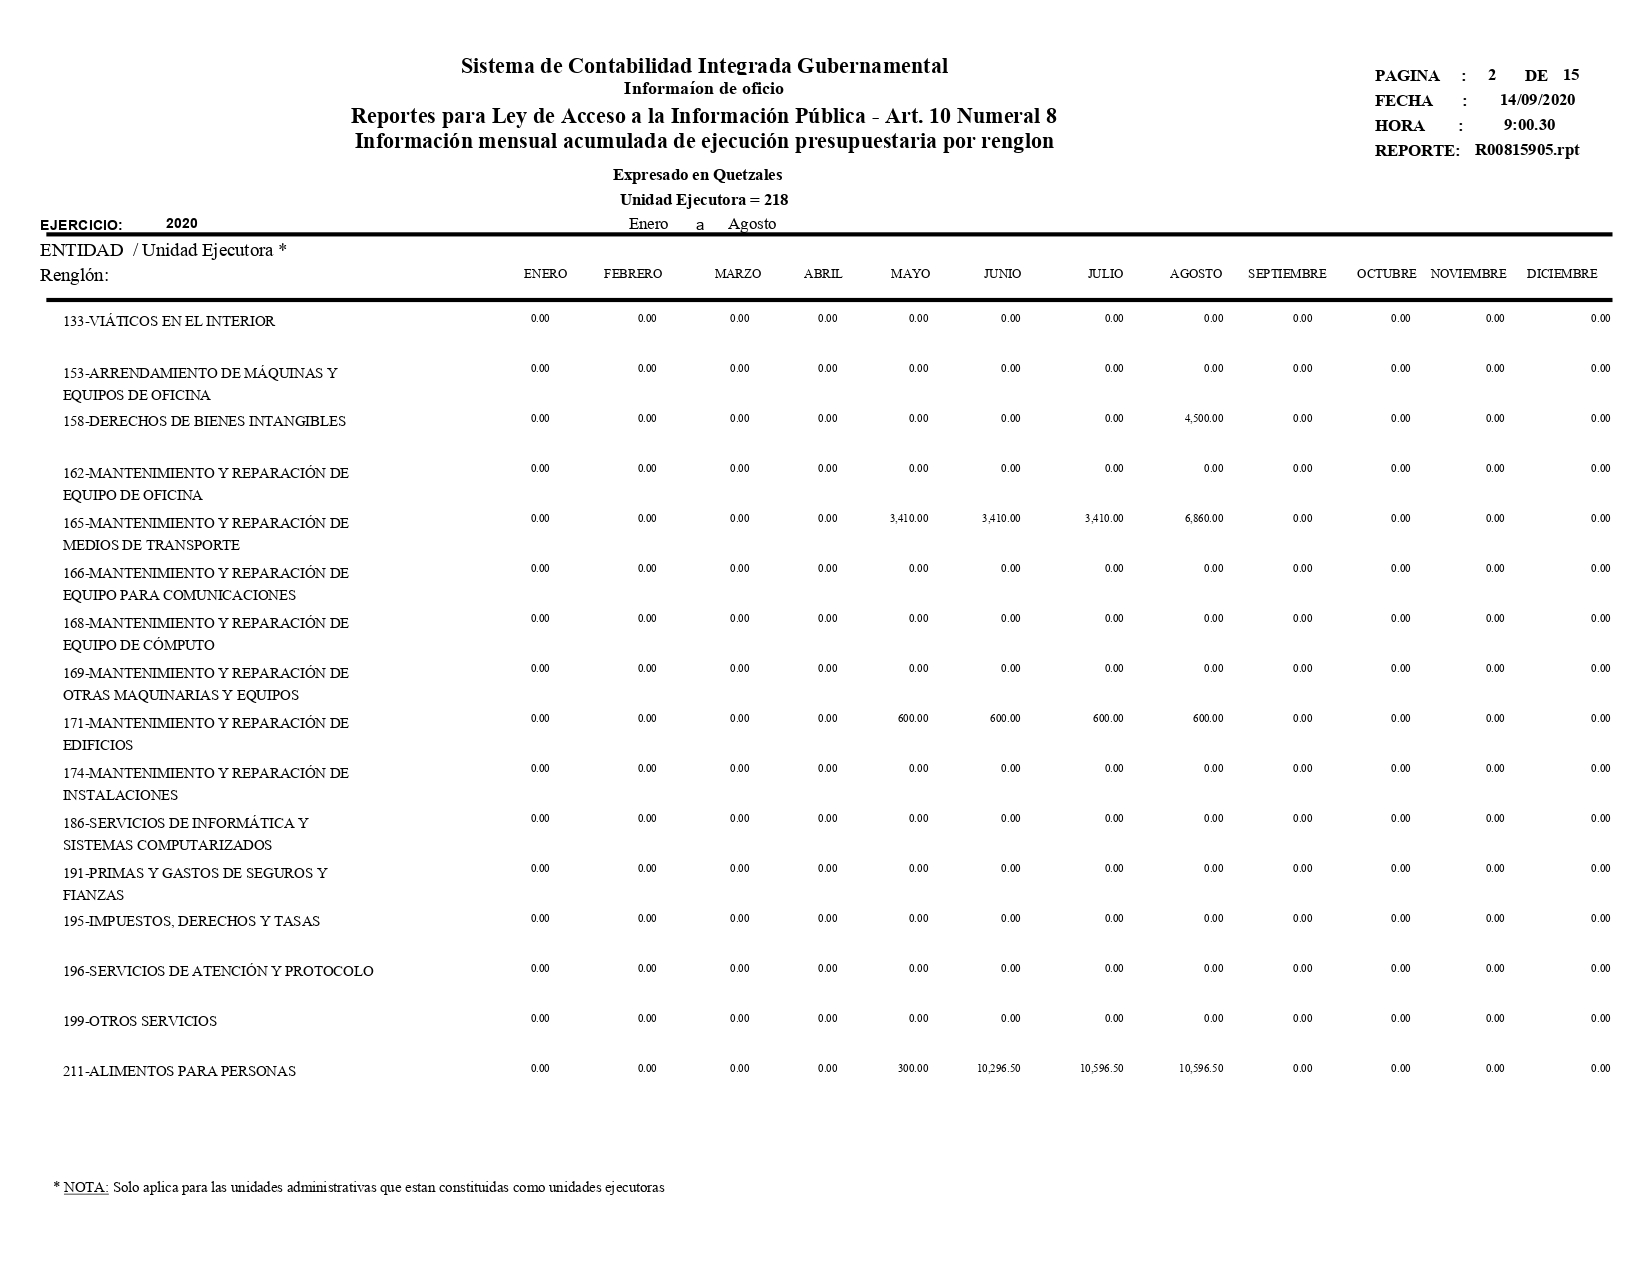 Sistema de Contabilidad Integrada Gubernamental
Informaíon de oficio
Reportes para Ley de Acceso a la Información Pública - Art. 10 Numeral 8
Información mensual acumulada de ejecución presupuestaria por renglon
PAGINA : 2 DE 15
FECHA : 14/09/2020
HORA : 9:00.30
REPORTE: R00815905.rpt
Expresado en Quetzales
Unidad Ejecutora = 218
EJERCICIO: 2020 Enero a Agosto
ENTIDAD / Unidad Ejecutora *
Renglón: ENERO FEBRERO MARZO ABRIL MAYO JUNIO JULIO AGOSTO SEPTIEMBRE OCTUBRE NOVIEMBRE DICIEMBRE
133-VIÁTICOS EN EL INTERIOR 0.00 0.00 0.00 0.00 0.00 0.00 0.00 0.00 0.00 0.00 0.00 0.00
153-ARRENDAMIENTO DE MÁQUINAS Y 0.00 0.00 0.00 0.00 0.00 0.00 0.00 0.00 0.00 0.00 0.00 0.00
EQUIPOS DE OFICINA
158-DERECHOS DE BIENES INTANGIBLES 0.00 0.00 0.00 0.00 0.00 0.00 0.00 4,500.00 0.00 0.00 0.00 0.00
162-MANTENIMIENTO Y REPARACIÓN DE 0.00 0.00 0.00 0.00 0.00 0.00 0.00 0.00 0.00 0.00 0.00 0.00
EQUIPO DE OFICINA
165-MANTENIMIENTO Y REPARACIÓN DE 0.00 0.00 0.00 0.00 3,410.00 3,410.00 3,410.00 6,860.00 0.00 0.00 0.00 0.00
MEDIOS DE TRANSPORTE
166-MANTENIMIENTO Y REPARACIÓN DE 0.00 0.00 0.00 0.00 0.00 0.00 0.00 0.00 0.00 0.00 0.00 0.00
EQUIPO PARA COMUNICACIONES
168-MANTENIMIENTO Y REPARACIÓN DE 0.00 0.00 0.00 0.00 0.00 0.00 0.00 0.00 0.00 0.00 0.00 0.00
EQUIPO DE CÓMPUTO
169-MANTENIMIENTO Y REPARACIÓN DE 0.00 0.00 0.00 0.00 0.00 0.00 0.00 0.00 0.00 0.00 0.00 0.00
OTRAS MAQUINARIAS Y EQUIPOS
171-MANTENIMIENTO Y REPARACIÓN DE 0.00 0.00 0.00 0.00 600.00 600.00 600.00 600.00 0.00 0.00 0.00 0.00
EDIFICIOS
174-MANTENIMIENTO Y REPARACIÓN DE 0.00 0.00 0.00 0.00 0.00 0.00 0.00 0.00 0.00 0.00 0.00 0.00
INSTALACIONES
186-SERVICIOS DE INFORMÁTICA Y 0.00 0.00 0.00 0.00 0.00 0.00 0.00 0.00 0.00 0.00 0.00 0.00
SISTEMAS COMPUTARIZADOS
191-PRIMAS Y GASTOS DE SEGUROS Y 0.00 0.00 0.00 0.00 0.00 0.00 0.00 0.00 0.00 0.00 0.00 0.00
FIANZAS
195-IMPUESTOS, DERECHOS Y TASAS 0.00 0.00 0.00 0.00 0.00 0.00 0.00 0.00 0.00 0.00 0.00 0.00
196-SERVICIOS DE ATENCIÓN Y PROTOCOLO 0.00 0.00 0.00 0.00 0.00 0.00 0.00 0.00 0.00 0.00 0.00 0.00
199-OTROS SERVICIOS 0.00 0.00 0.00 0.00 0.00 0.00 0.00 0.00 0.00 0.00 0.00 0.00
211-ALIMENTOS PARA PERSONAS 0.00 0.00 0.00 0.00 300.00 10,296.50 10,596.50 10,596.50 0.00 0.00 0.00 0.00
* NOTA: Solo aplica para las unidades administrativas que estan constituidas como unidades ejecutoras